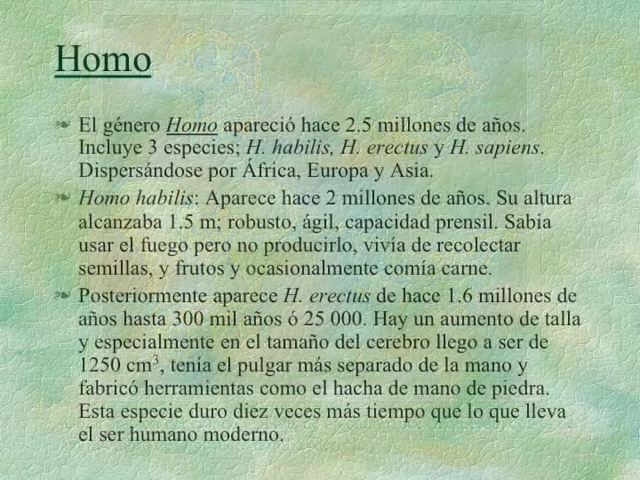 Homo
❧ El género Homo apareció hace 2.5 millones de años.
Incluye 3 especies; H. habilis, H. erectus y H. sapiens.
Dispersándose por África, Europa y Asia.
❧ Homo habilis: Aparece hace 2 millones de años. Su altura
alcanzaba 1.5 m; robusto, ágil, capacidad prensil. Sabia
usar el fuego pero no producirlo, vivía de recolectar
semillas, y frutos y ocasionalmente comía carne.
❧ Posteriormente aparece H. erectus de hace 1.6 millones de
años hasta 300 mil años ó 25 000. Hay un aumento de talla
y especialmente en el tamaño del cerebro llego a ser de
1250 cm³, tenía el pulgar más separado de la mano y
fabricó herramientas como el hacha de mano de piedra.
Esta especie duro diez veces más tiempo que lo que lleva
el ser humano moderno.